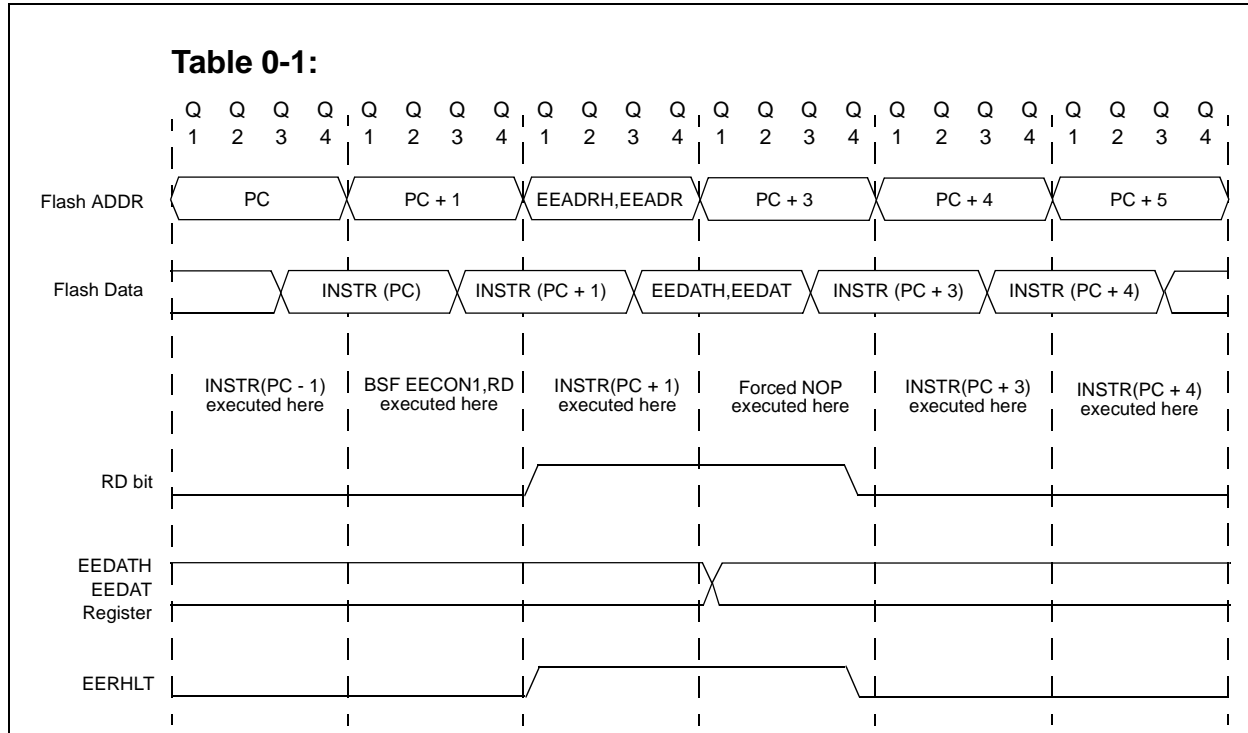 Table 0-1:
Q Q Q Q Q Q Q Q Q Q Q Q Q Q Q Q Q Q Q Q Q Q Q Q
1 2 3 4 1 2 3 4 1 2 3 4 1 2 3 4 1 2 3 4 1 2 3 4
Flash ADDR PC PC + 1 EEADRH,EEADR PC + 3 PC + 4 PC + 5
Flash Data INSTR (PC) INSTR (PC + 1) EEDATH,EEDAT INSTR (PC + 3) INSTR (PC + 4)
INSTR(PC - 1) BSF EECON1,RD INSTR(PC + 1) Forced NOP INSTR(PC + 3) INSTR(PC + 4)
executed here executed here executed here executed here executed here executed here
RD bit
EEDATH
EEDAT
Register
EERHLT